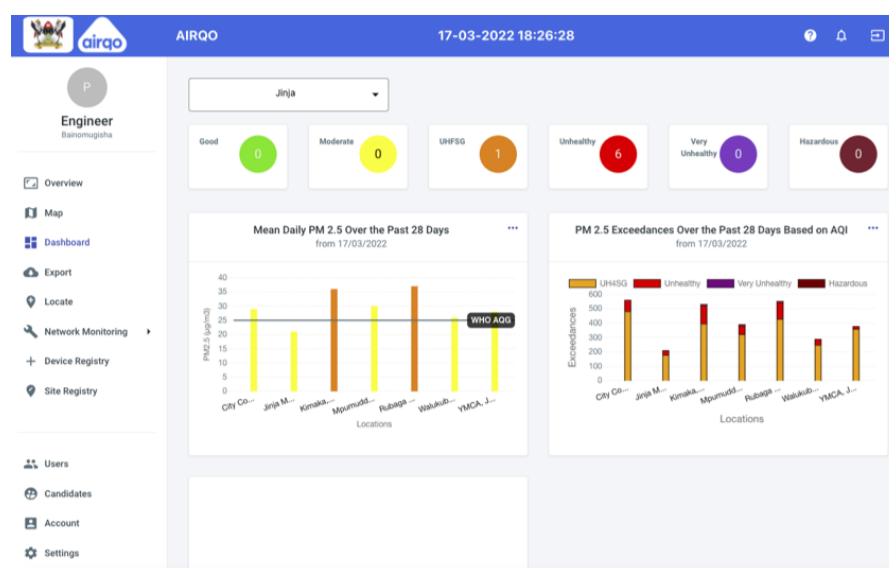 airqo
AIRQO
17-03-2022 18:26:28
P
Engineer
Bainomugisha
Overview
Map
Dashboard
Export
Locate
Network Monitoring
Device Registry
Site Registry
Users
Candidates
Account
Settings
Jinja
Good
0
Moderate
0
UHFSG
1
Unhealthy
6
Very
Unhealthy
0
Hazardous
0
Mean Daily PM 2.5 Over the Past 28 Days
from 17/03/2022
PM2.5 (µg/m3)
40
35
30
25
20
15
10
5
0
WHO AQG
City Co...
Jinja M...
Kimaka,...
Mpumudd...
Rubaga ...
Walukub...
YMCA, J...
Locations
PM 2.5 Exceedances Over the Past 28 Days Based on AQI
from 17/03/2022
UH4SG
Unhealthy
Very Unhealthy
Hazardous
Exceedances
600
500
400
300
200
100
0
City Co...
Jinja M...
Kimaka,...
Mpumudd...
Rubaga ...
Walukub...
YMCA, J...
Locations